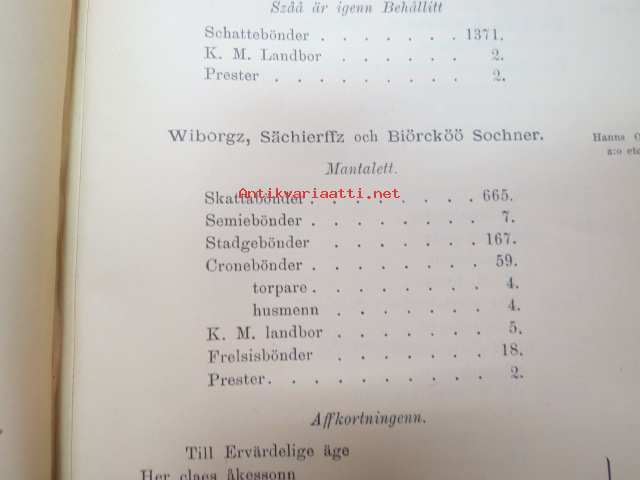 Szåå är igenn Behållitt
Schattebönder . . . . . . 1371.
K. M. Landbor . . . . . 2.
Prester . . . . . . . . 2.
Wiborgz, Sächierffz och Biörcköö Sochner.
Hanns
a:o etc
Mantalett.
Skattabönder . . . . . . . . 665.
Antikvariaatti.net
Semiebönder . . . . . . . 7.
Stadgebönder . . . . . . 167.
Cronebönder . . . . . . . 59.
torpare . . . . . . . 4.
husmenn . . . . . . 4.
K. M. landbor . . . . . . 5.
Frelsisbönder . . . . . . 18.
Prester . . . . . . . . . 2.
Affkortningenn.
Till Ervärdelige äge
Her claes åkessonn